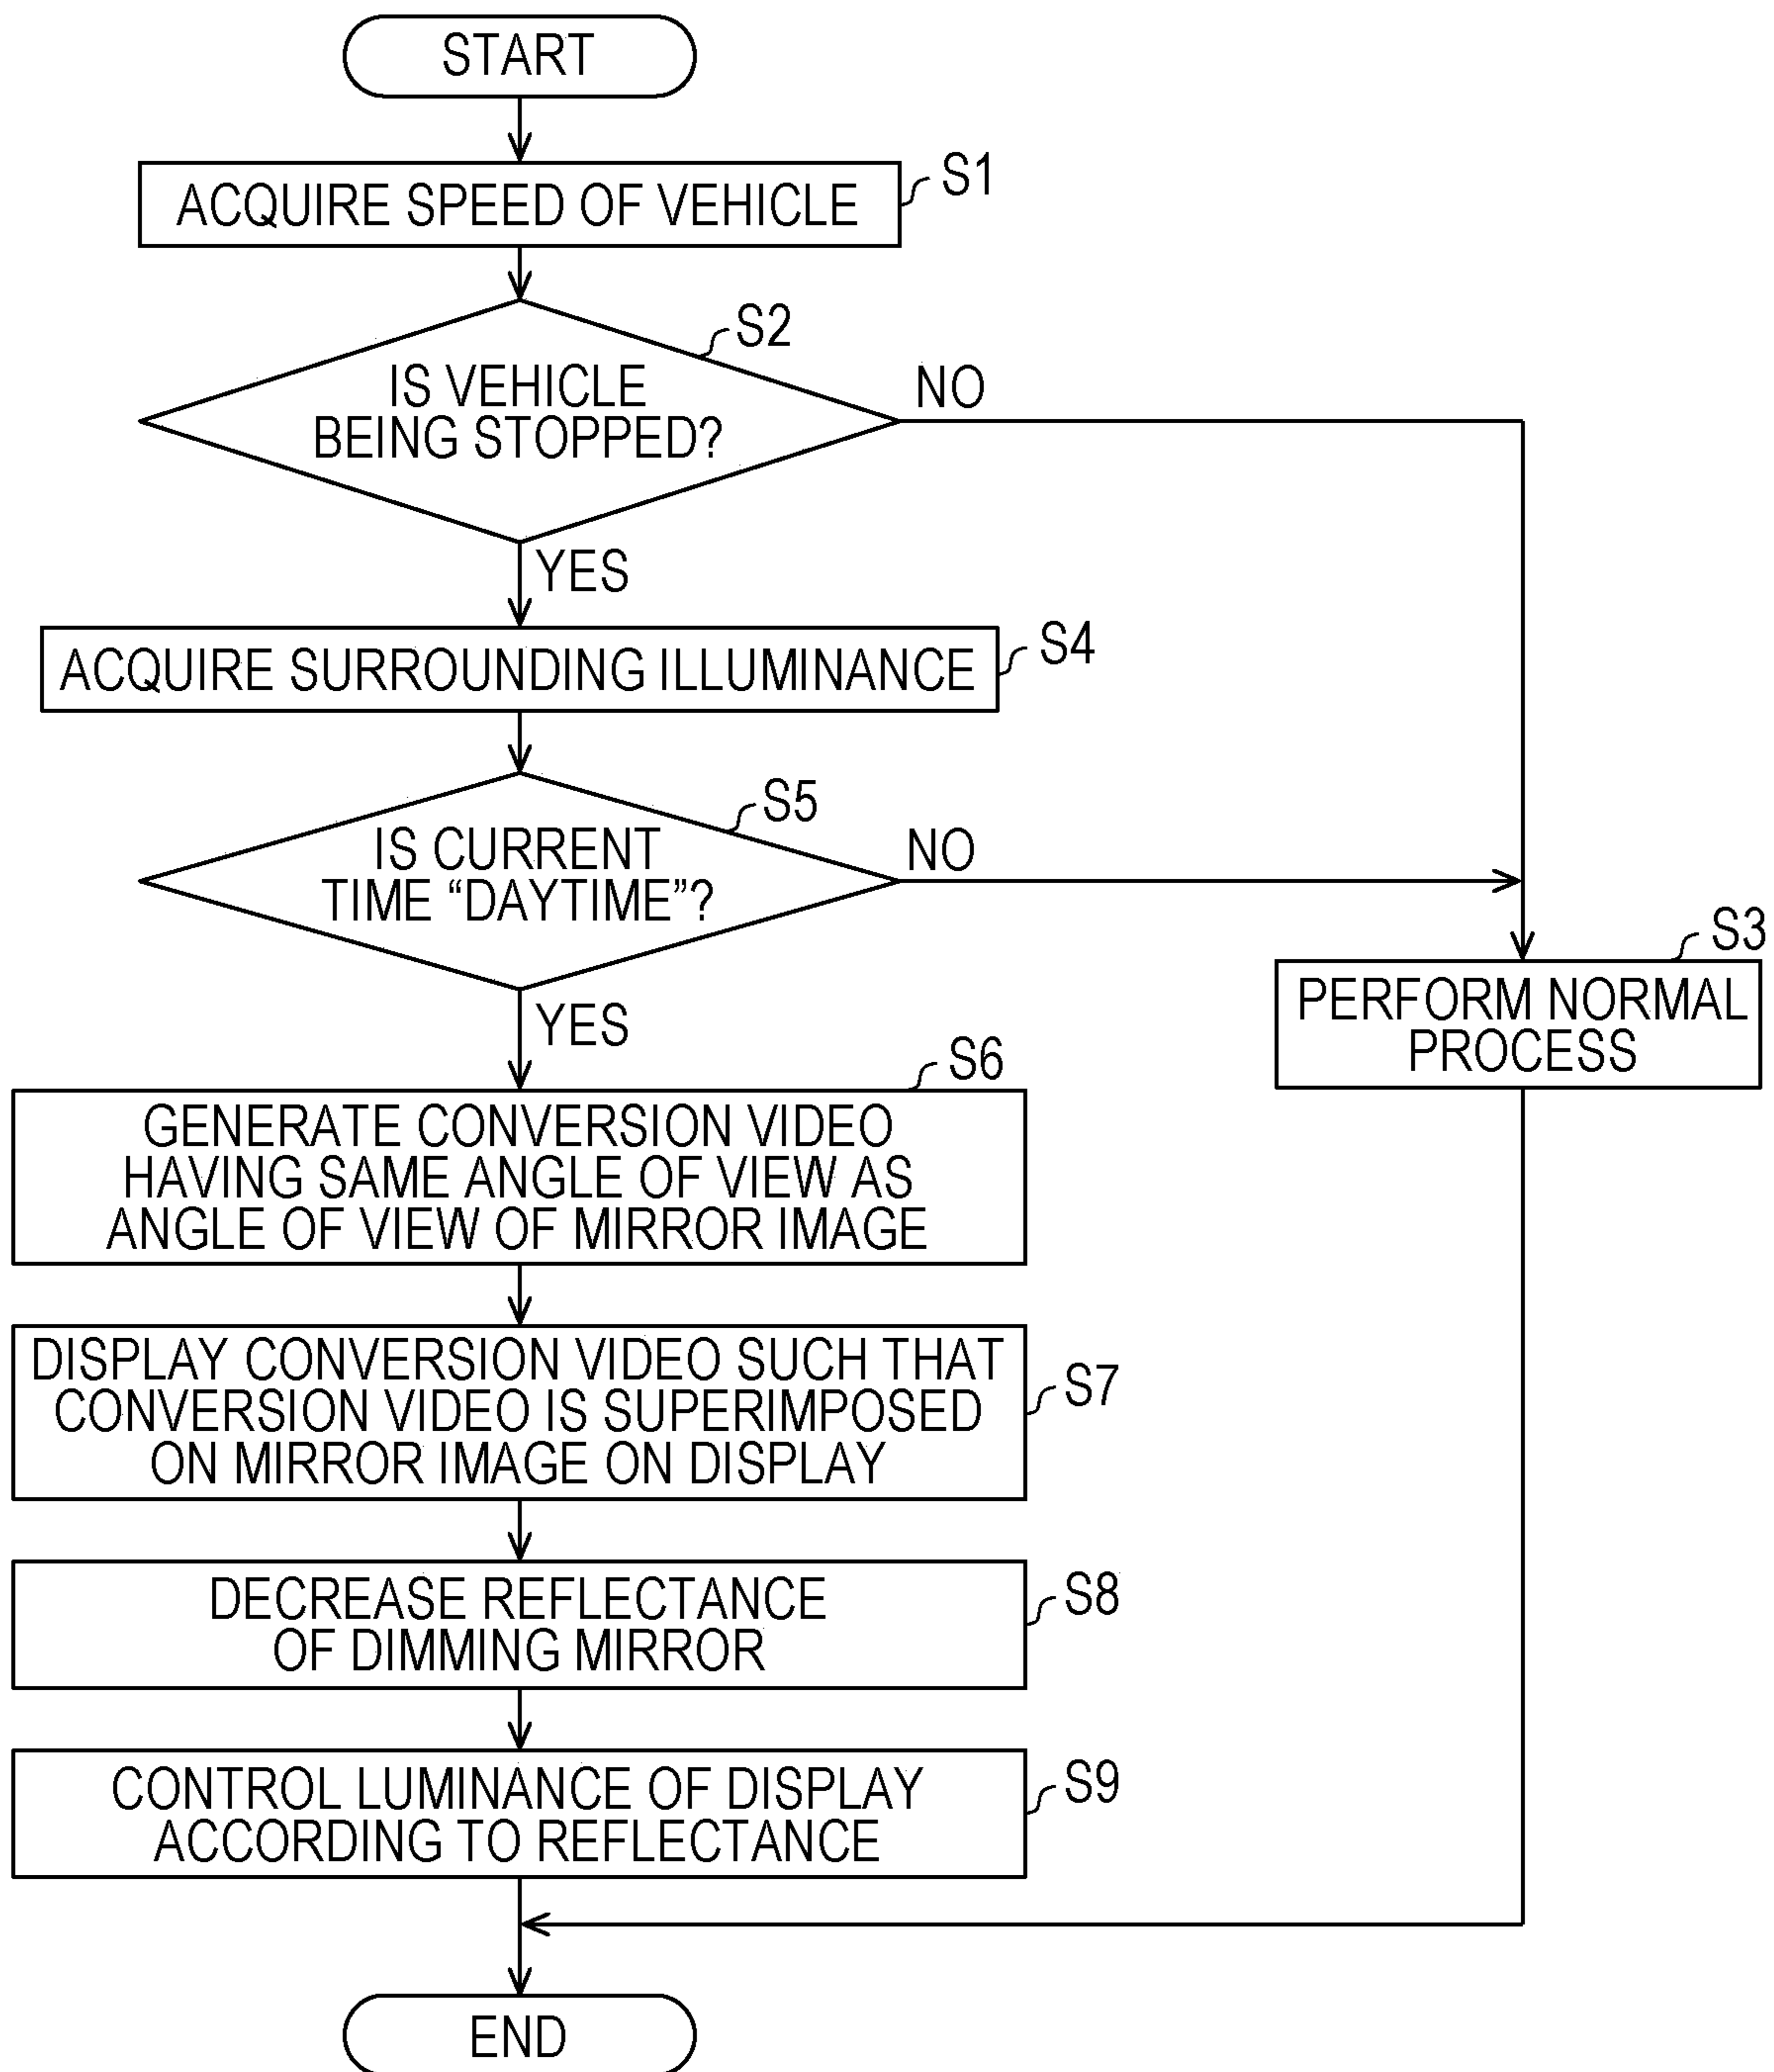 START
ACQUIRE SPEED OF VEHICLE
S1
S2
IS VEHICLE
BEING STOPPED?
NO
YES
ACQUIRE SURROUNDING ILLUMINANCE
S4
S5
IS CURRENT
TIME “DAYTIME”?
NO
YES
S3
PERFORM NORMAL
PROCESS
S6
GENERATE CONVERSION VIDEO
HAVING SAME ANGLE OF VIEW AS
ANGLE OF VIEW OF MIRROR IMAGE
DISPLAY CONVERSION VIDEO SUCH THAT
CONVERSION VIDEO IS SUPERIMPOSED
ON MIRROR IMAGE ON DISPLAY
S7
DECREASE REFLECTANCE
OF DIMMING MIRROR
S8
CONTROL LUMINANCE OF DISPLAY
ACCORDING TO REFLECTANCE
S9
END